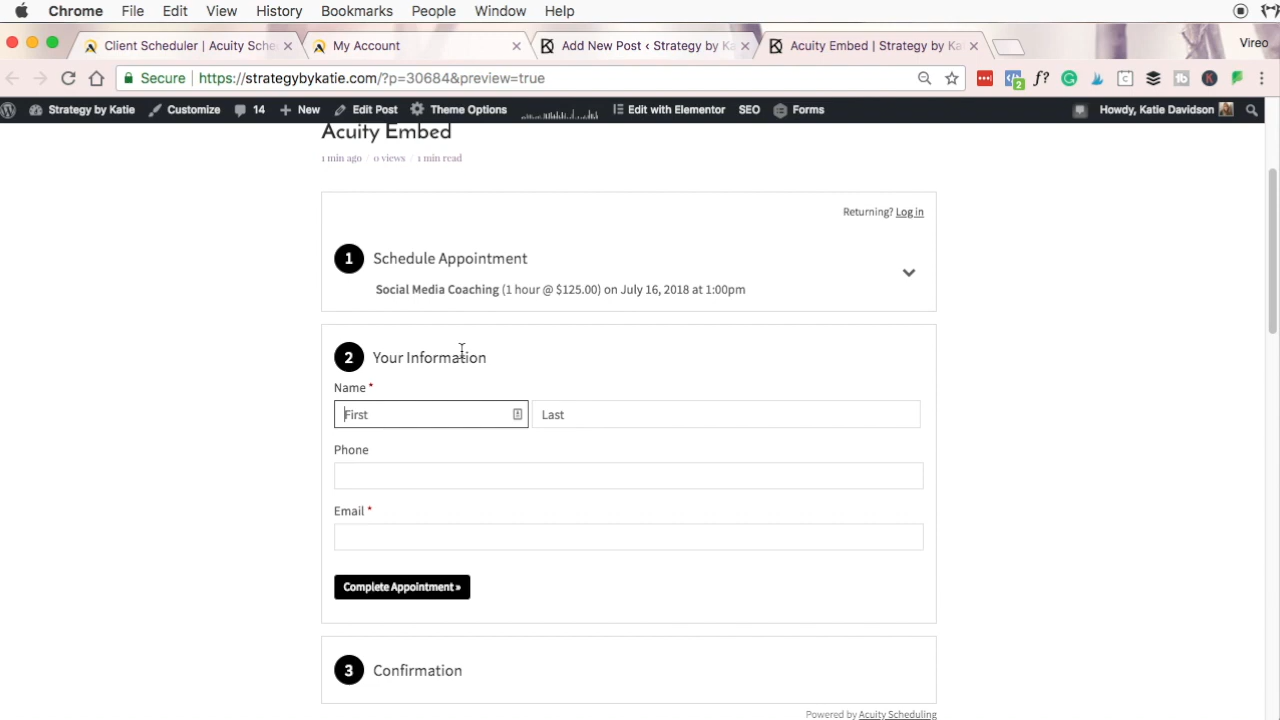 Chrome File Edit View History Bookmarks People Window Help
Client Scheduler | Acuity Sche
My Account
Add New Post ‹ Strategy by K
Acuity Embed | Strategy by Ka
Vireo
Secure https://strategybykatie.com/?p=30684&preview=true
f?
2
Strategy by Katie Customize 14 New Edit Post Theme Options Edit with Elementor SEO Forms Howdy, Katie Davidson
Acuity Embed
1 min ago / 0 views / 1 min read
Returning? Log in
1 Schedule Appointment
Social Media Coaching (1 hour @ $125.00) on July 16, 2018 at 1:00pm
2 Your Information
Name *
First Last
Phone
Email *
Complete Appointment »
3 Confirmation
Powered by Acuity Scheduling